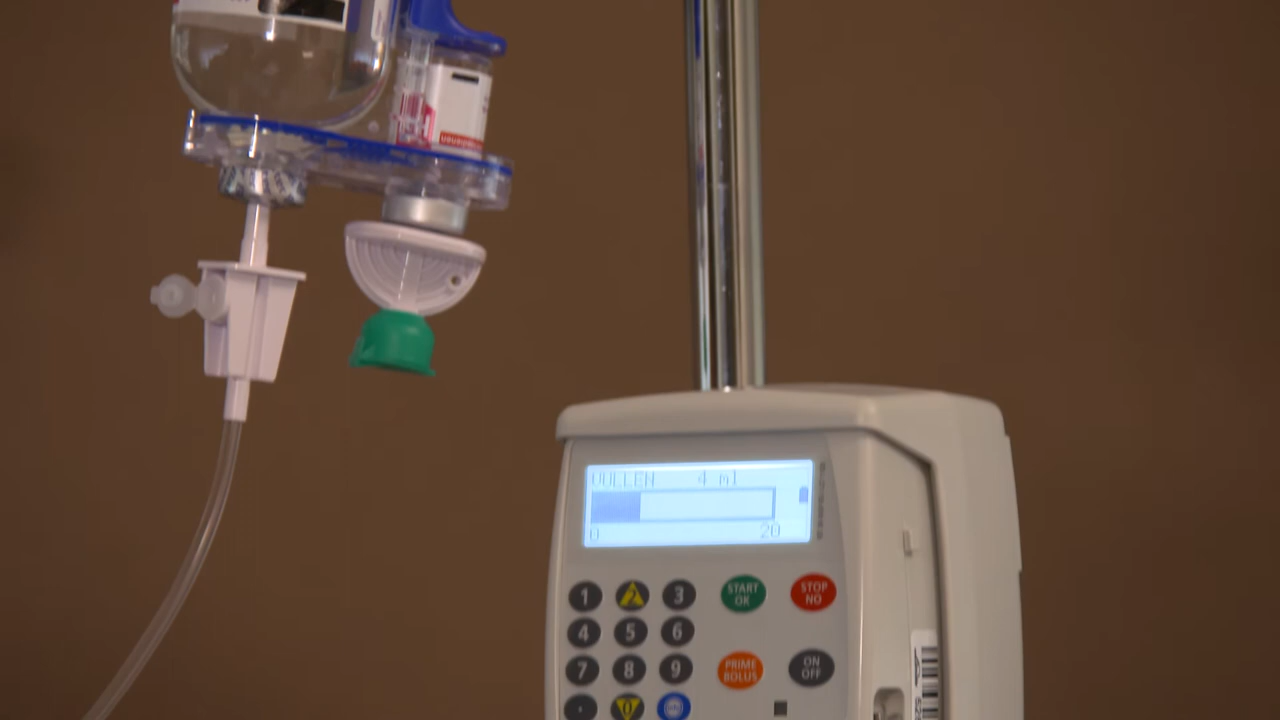 VULLEN 4 ml
0 20
1 2 3 START OK STOP NO
4 5 6
7 8 9 PRIME BOLUS ON OFF
. 0